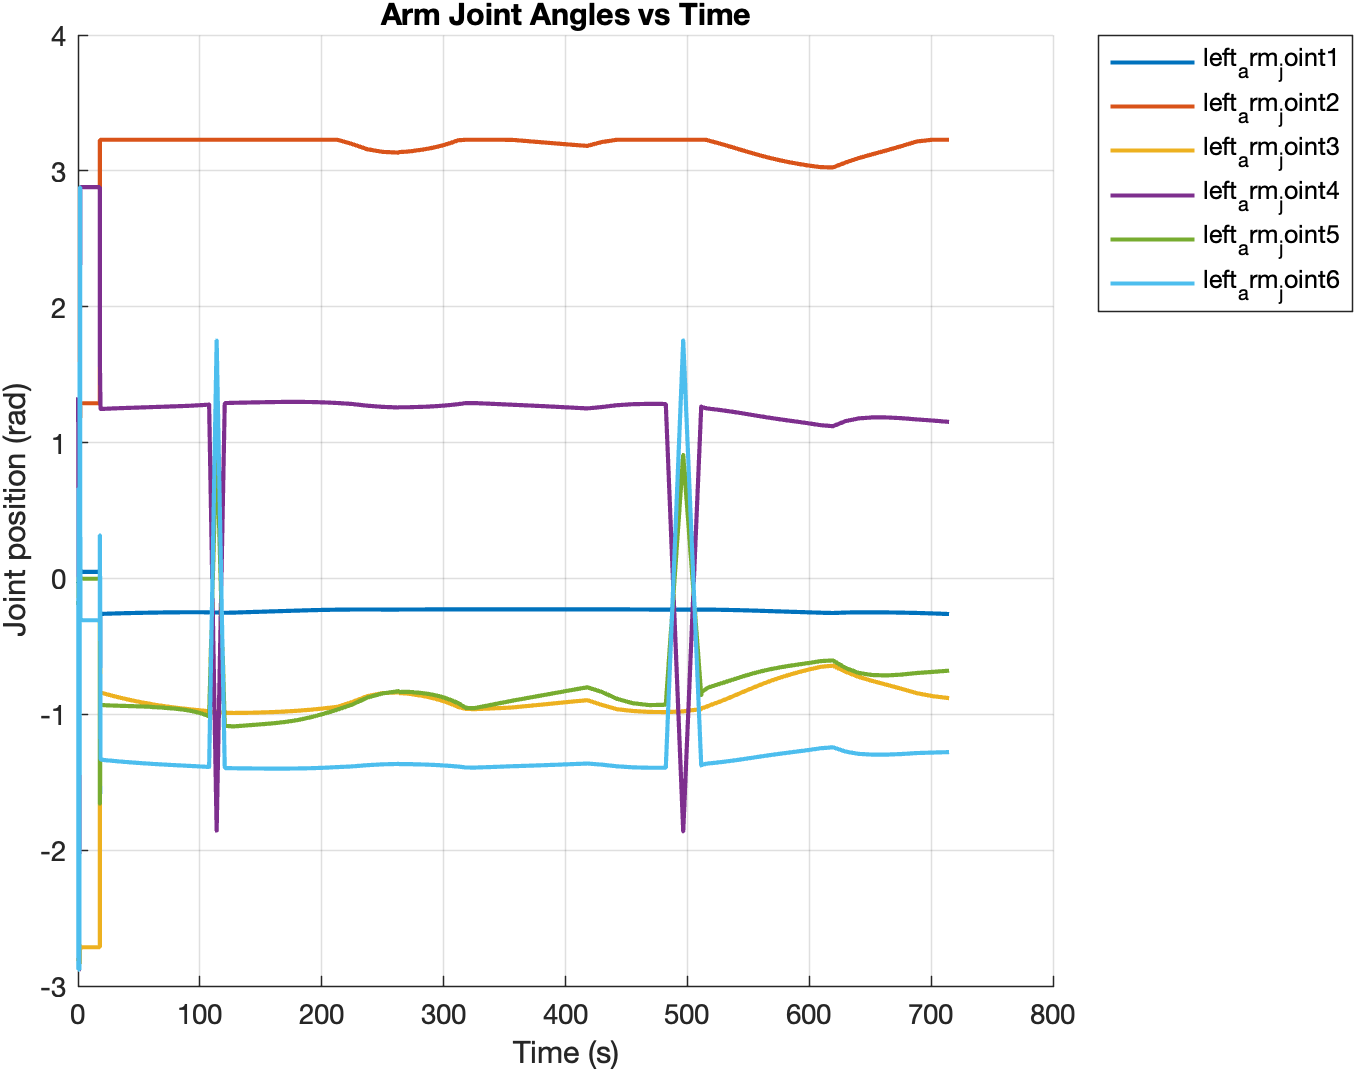 Arm Joint Angles vs Time
4
3
2
1
0
-1
-2
-3
Joint position (rad)
0 100 200 300 400 500 600 700 800
Time (s)
left_arm_joint1
left_arm_joint2
left_arm_joint3
left_arm_joint4
left_arm_joint5
left_arm_joint6